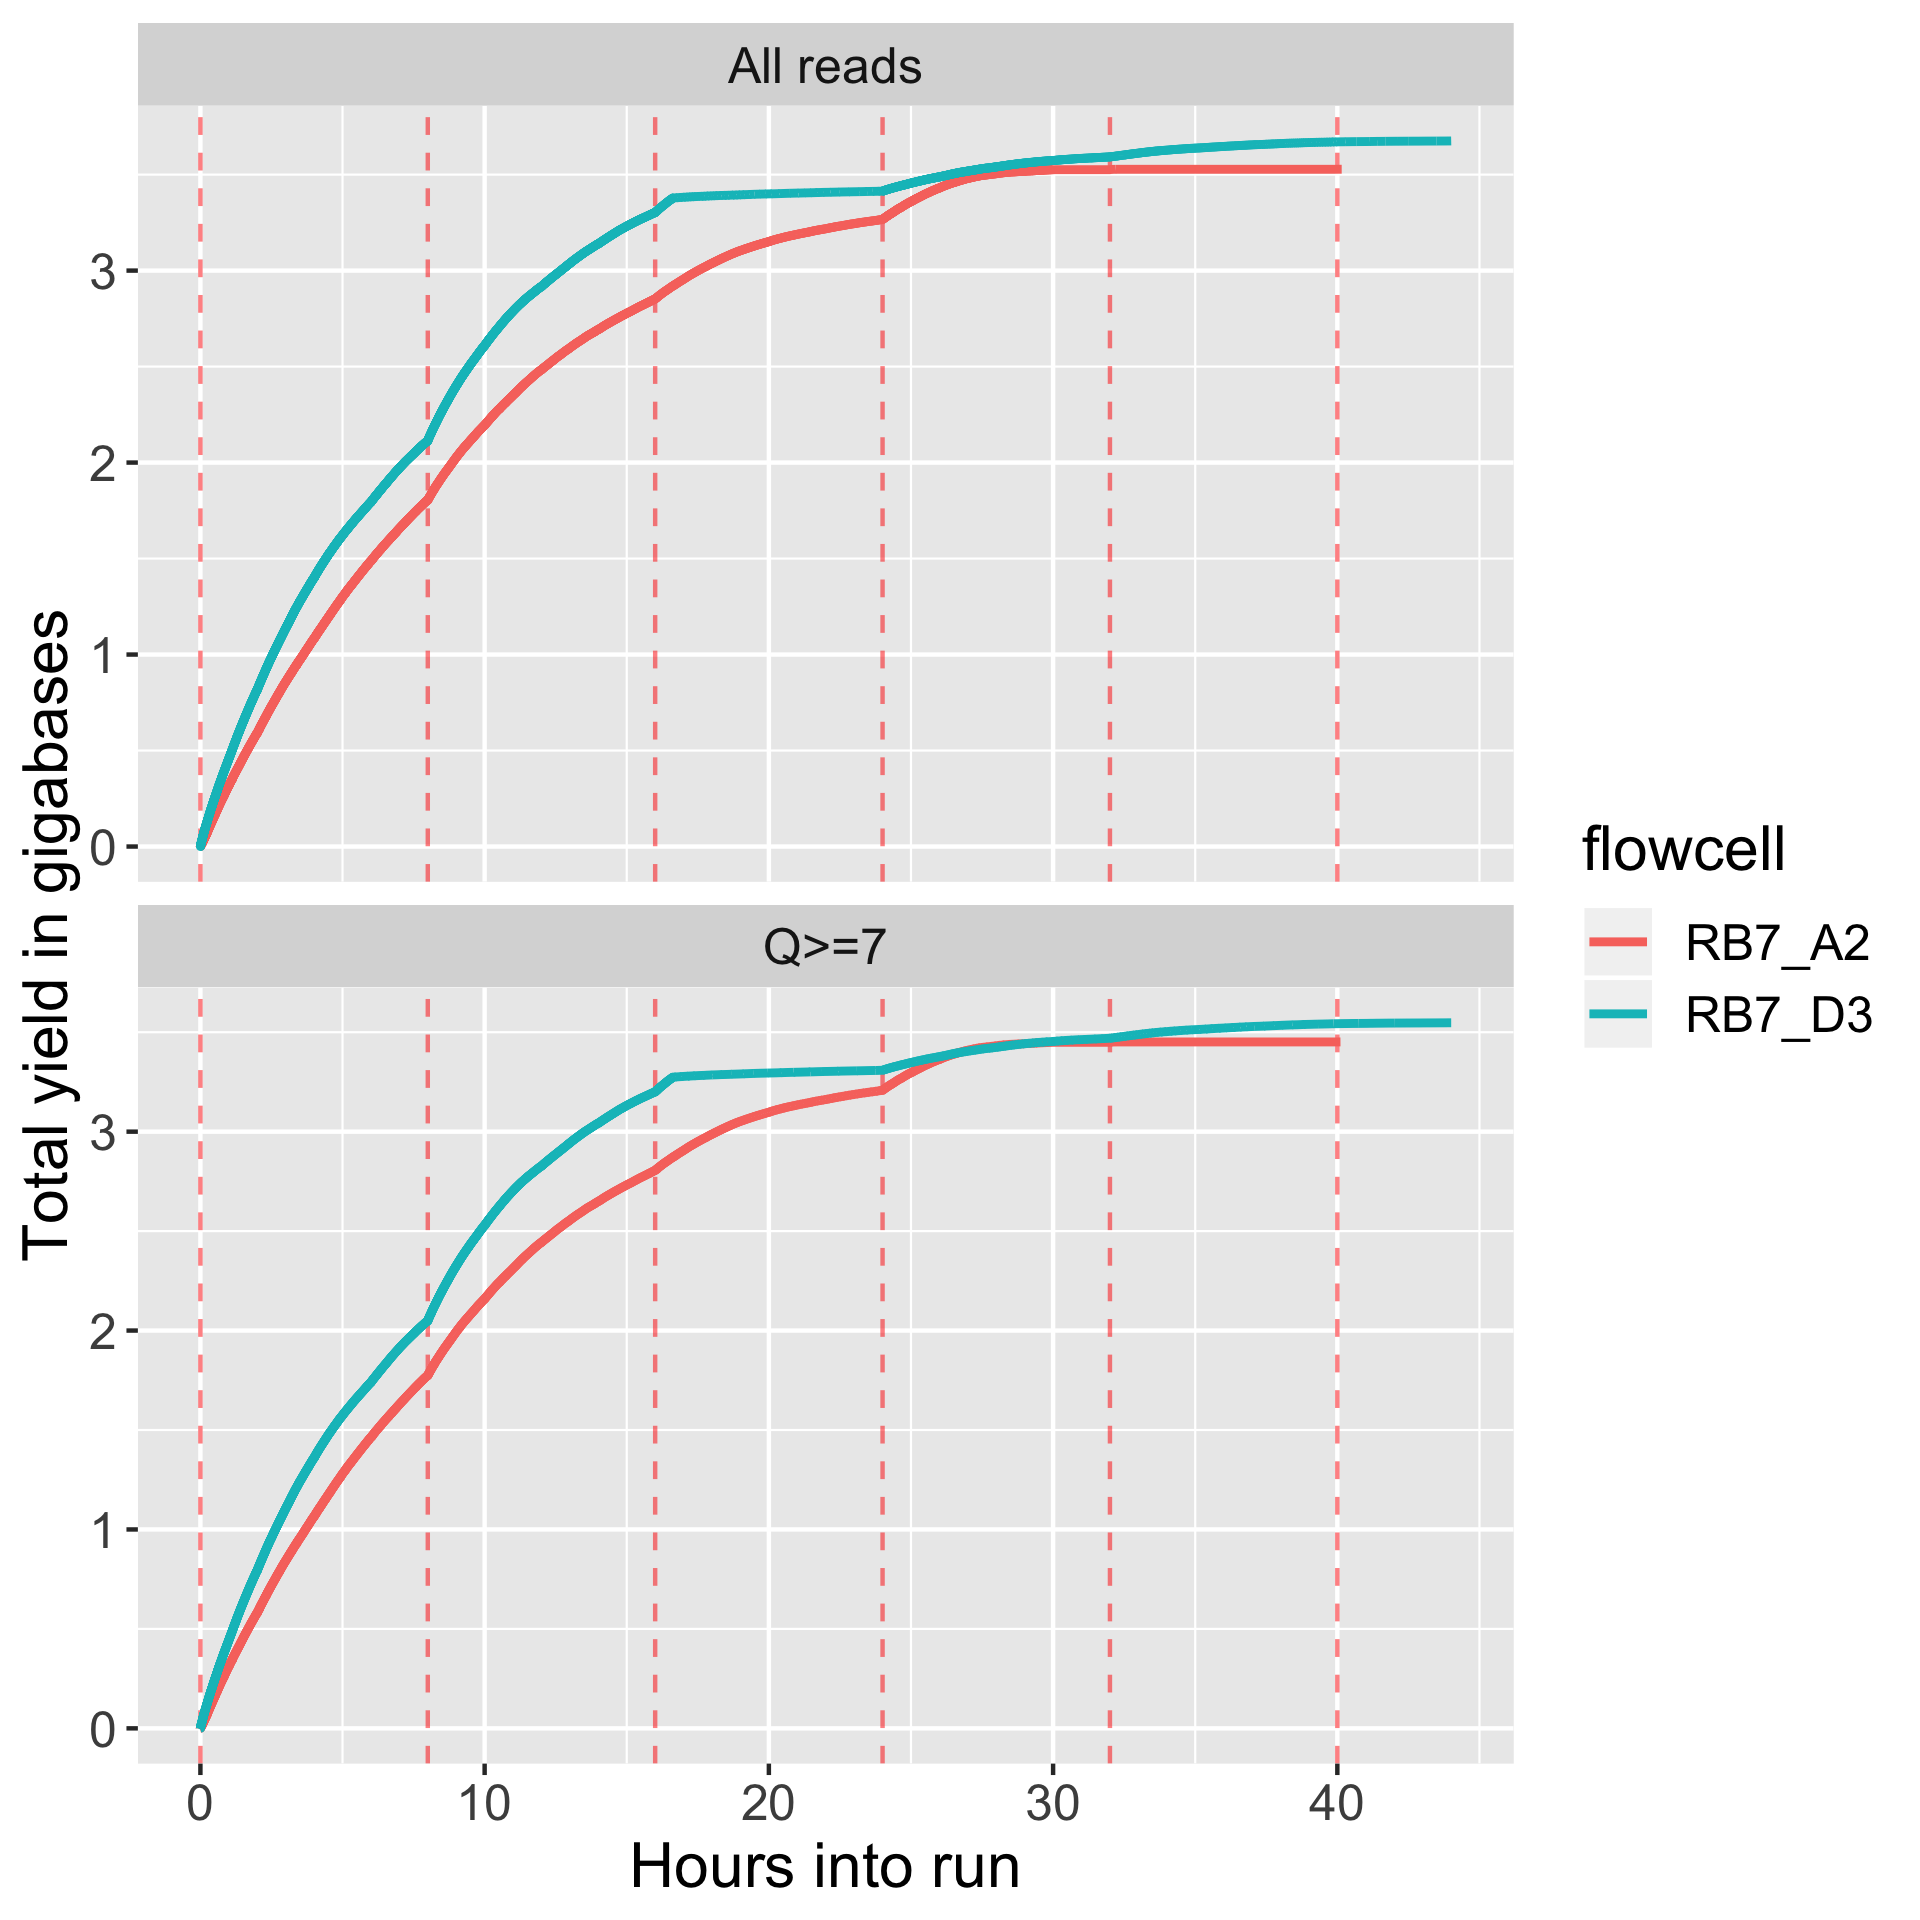 All reads
3
2
1
0
Q>=7
3
2
1
0
0 10 20 30 40
Hours into run
Total yield in gigabases
flowcell
RB7_A2
RB7_D3